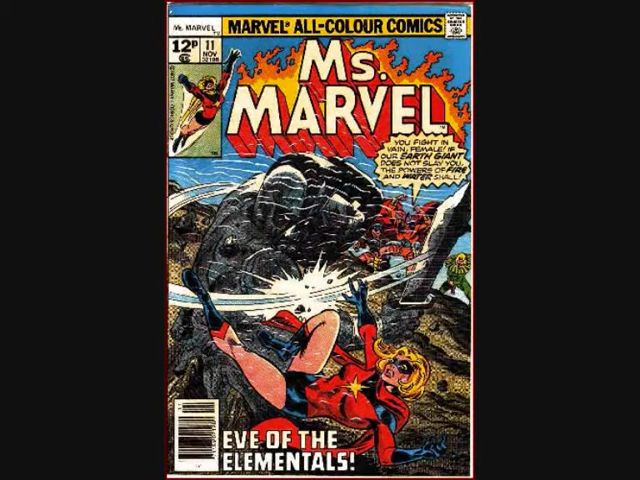 Ms. MARVEL
MARVEL® ALL-COLOUR COMICS
12p
11
NOV
Ms.
MARVEL
YOU FIGHT IN
VAIN, FEMALE! IF
OUR EARTH GIANT
DOES NOT SLAY YOU,
THE POWERS OF FIRE
AND WATER SHALL!
EVE OF THE
ELEMENTALS!